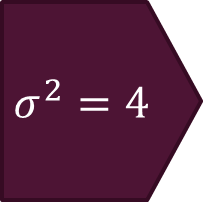 σ² = 4